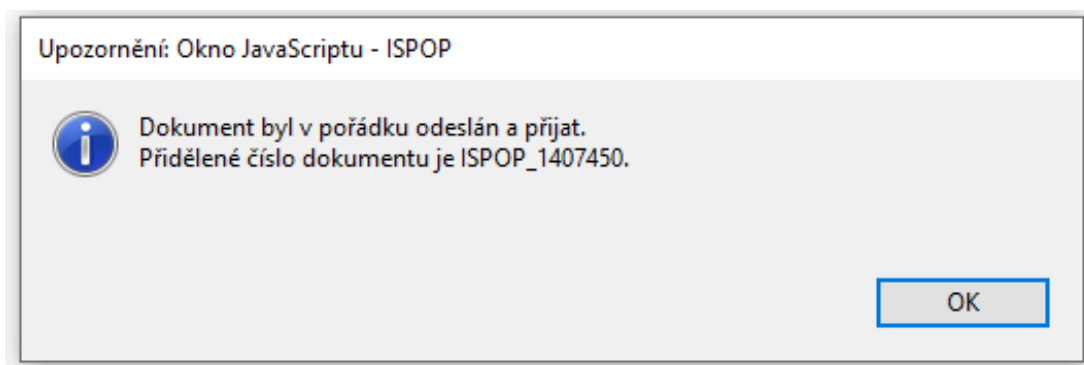 Upozornění: Okno JavaScriptu - ISPOP
Dokument byl v pořádku odeslán a přijat.
Přidělené číslo dokumentu je ISPOP_1407450.
OK